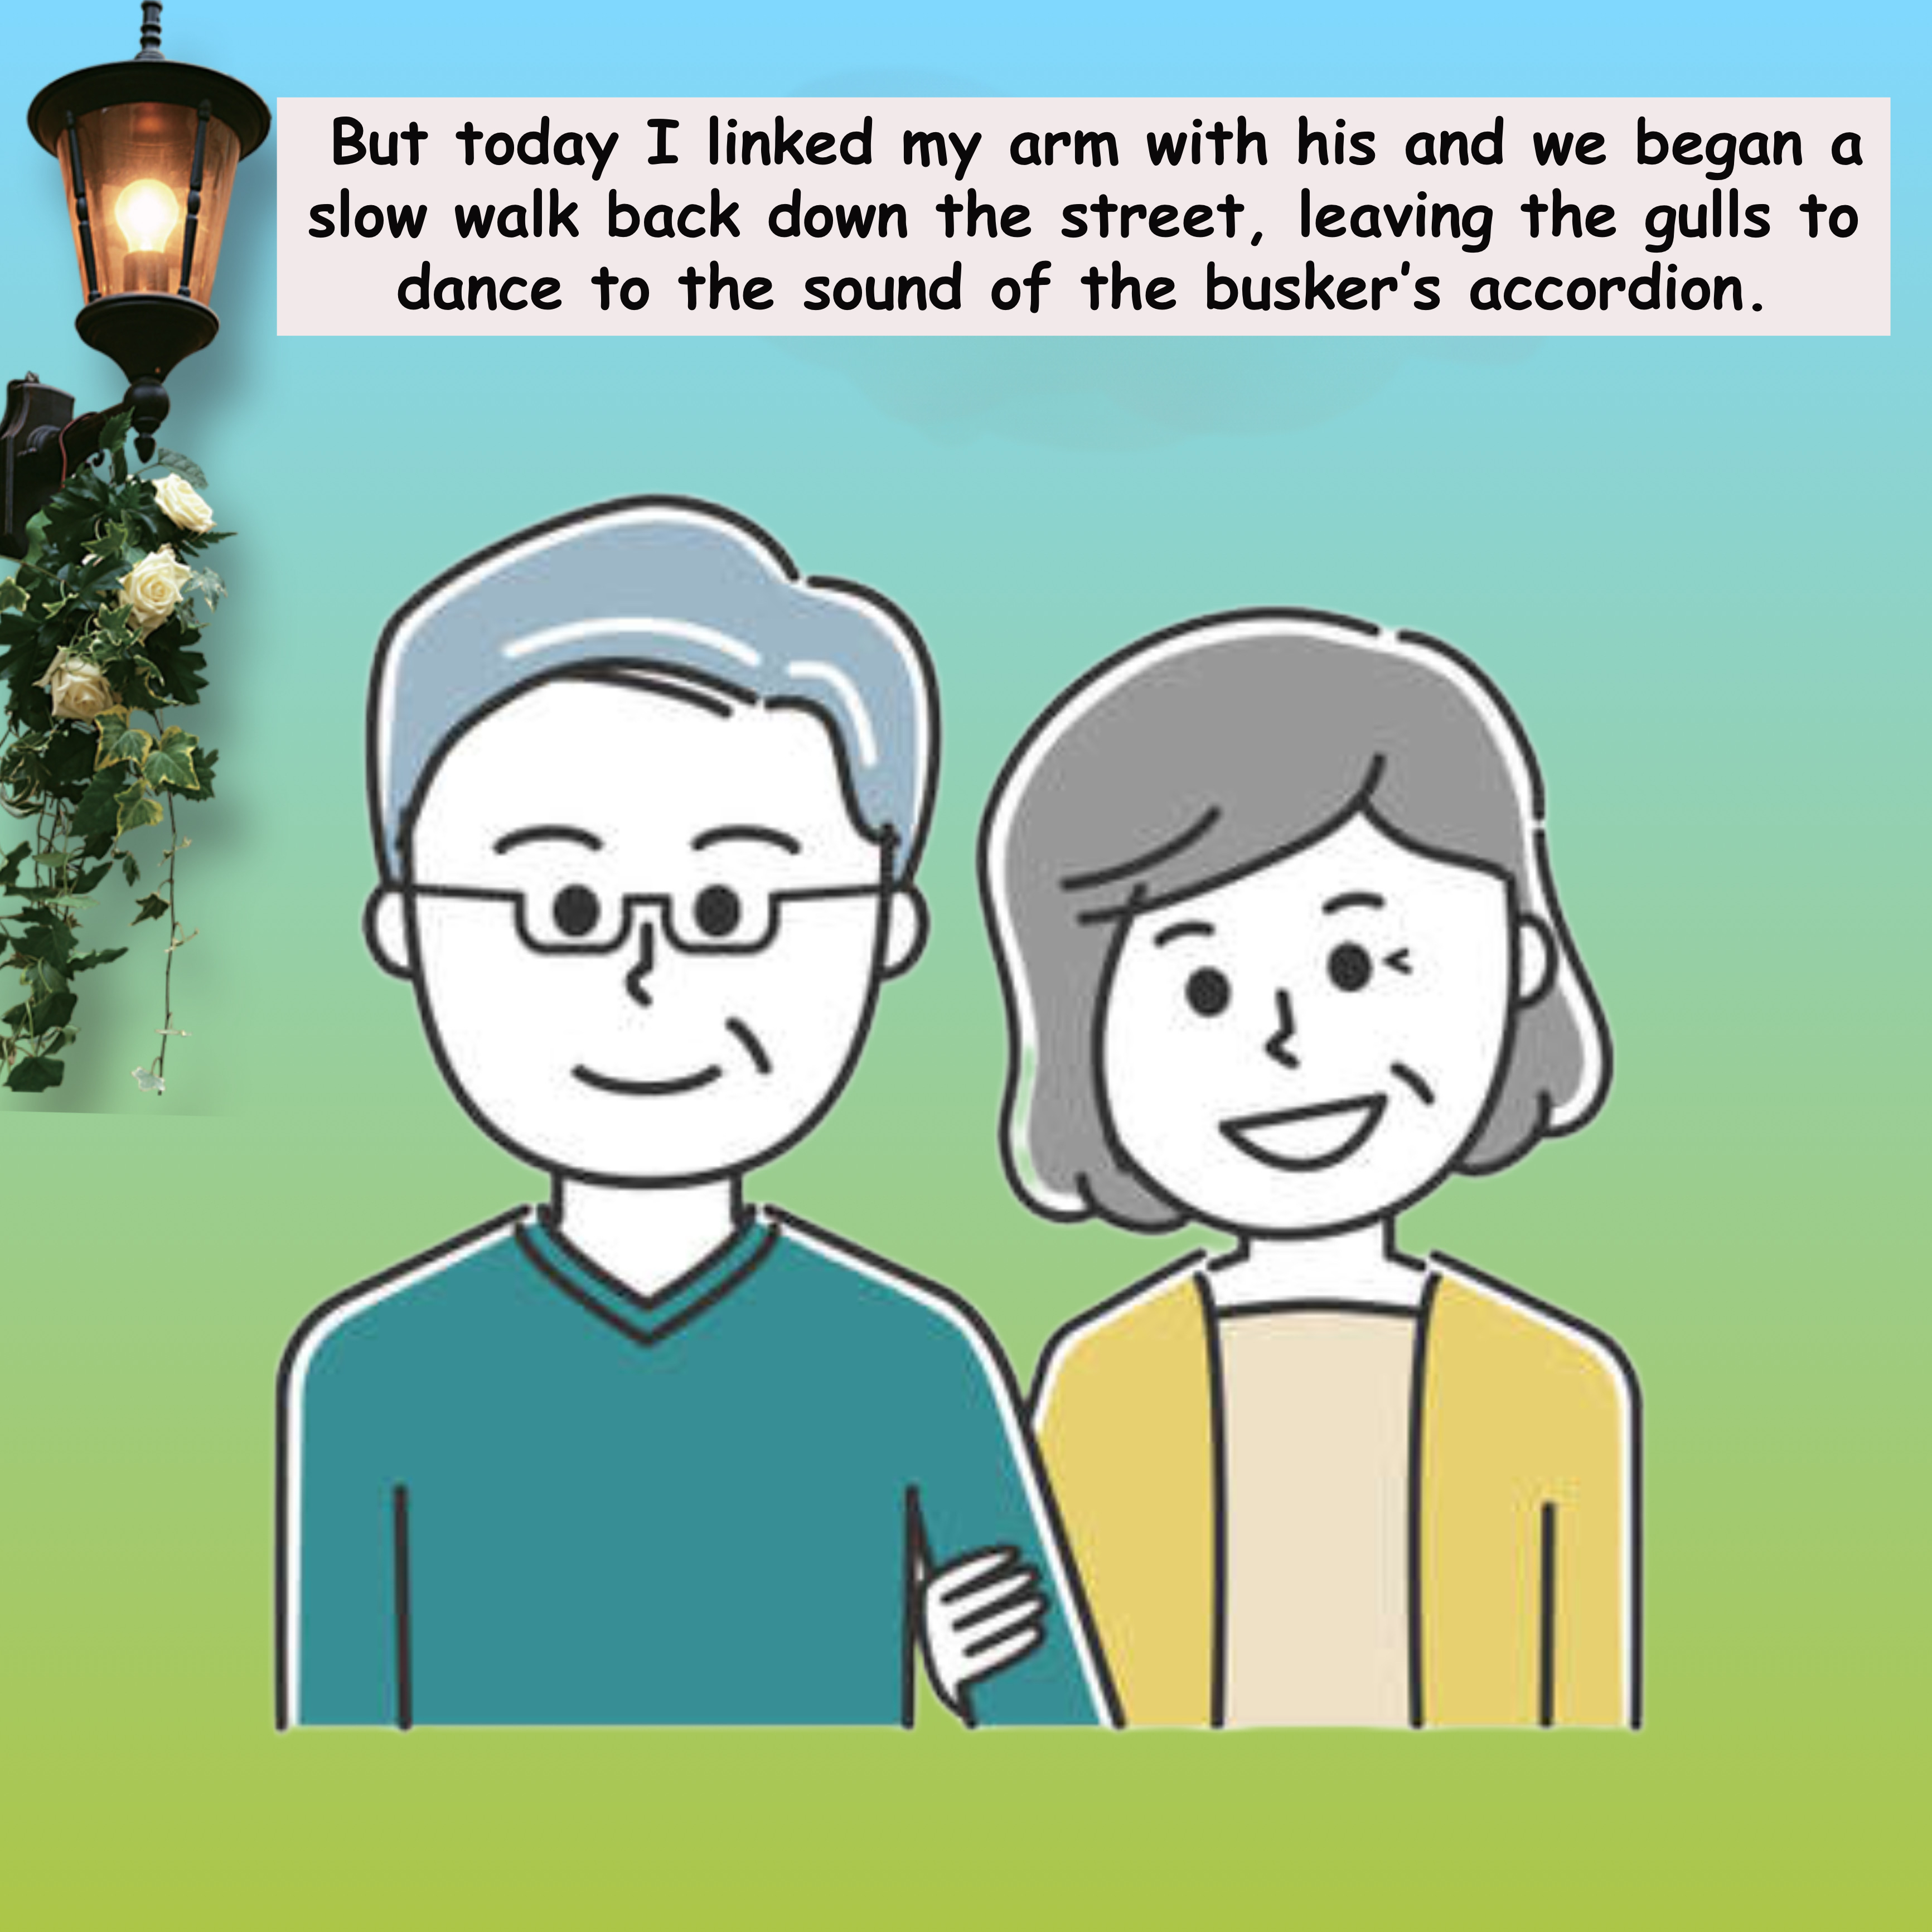 But today I linked my arm with his and we began a
slow walk back down the street, leaving the gulls to
dance to the sound of the busker's accordion.